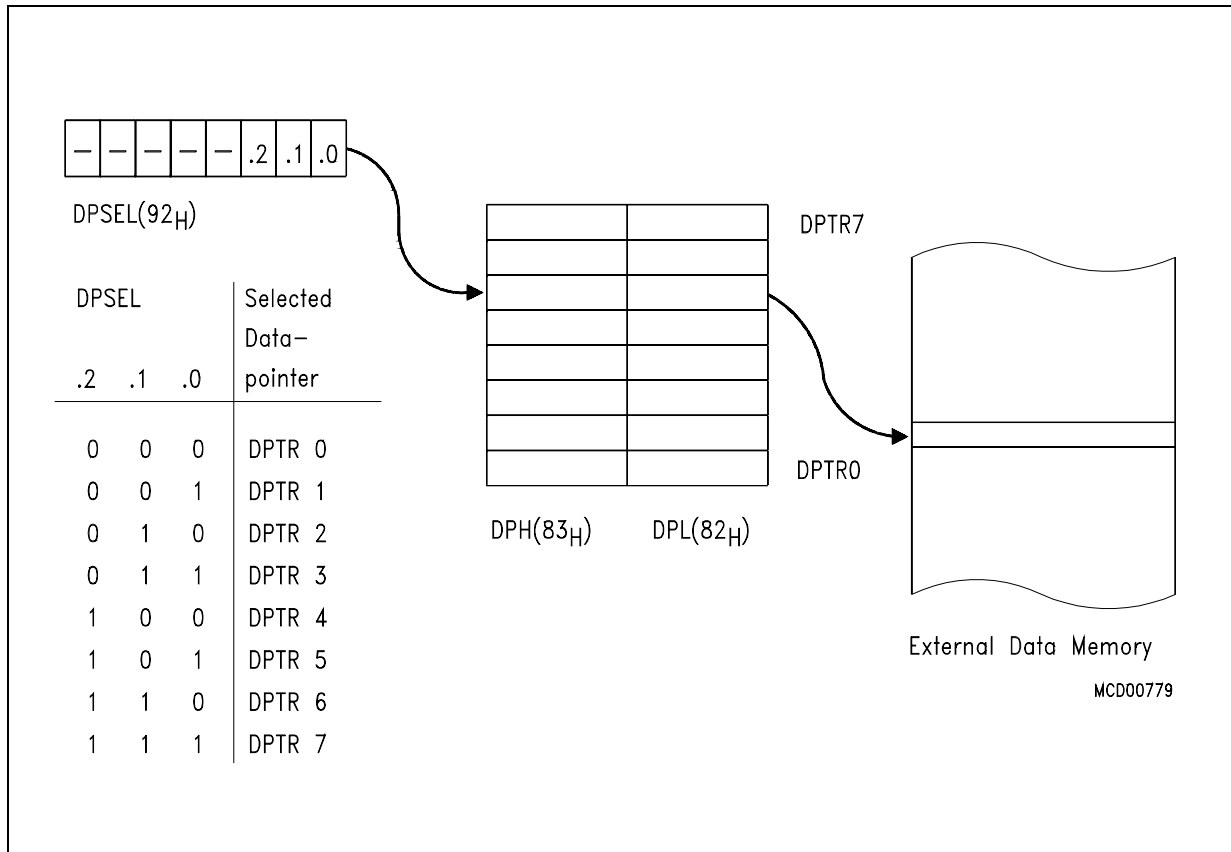 – – – – – .2 .1 .0
DPSEL(92H)
DPTR7
DPSEL Selected
Data–
.2 .1 .0 pointer
0 0 0 DPTR 0
0 0 1 DPTR 1
0 1 0 DPTR 2
0 1 1 DPTR 3
1 0 0 DPTR 4
1 0 1 DPTR 5
1 1 0 DPTR 6
1 1 1 DPTR 7
DPTR0
DPH(83H) DPL(82H)
External Data Memory
MCD00779